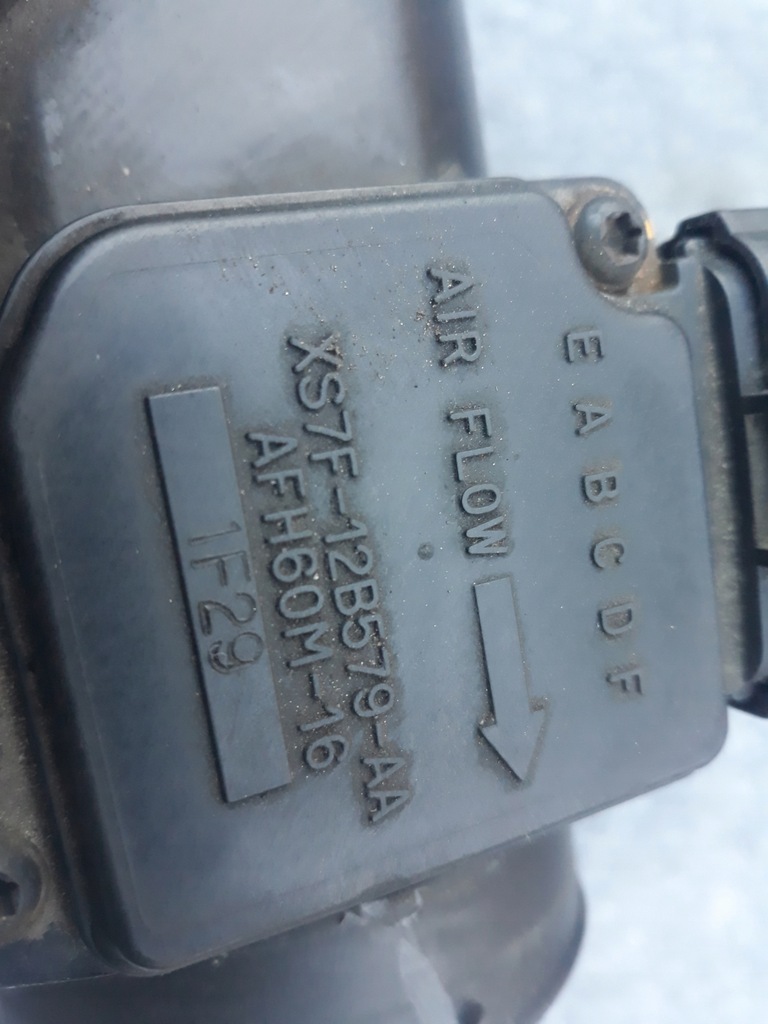 E A B C D F
AIR FLOW
XS7F-12B579-AA
AFH60M-16
1F29